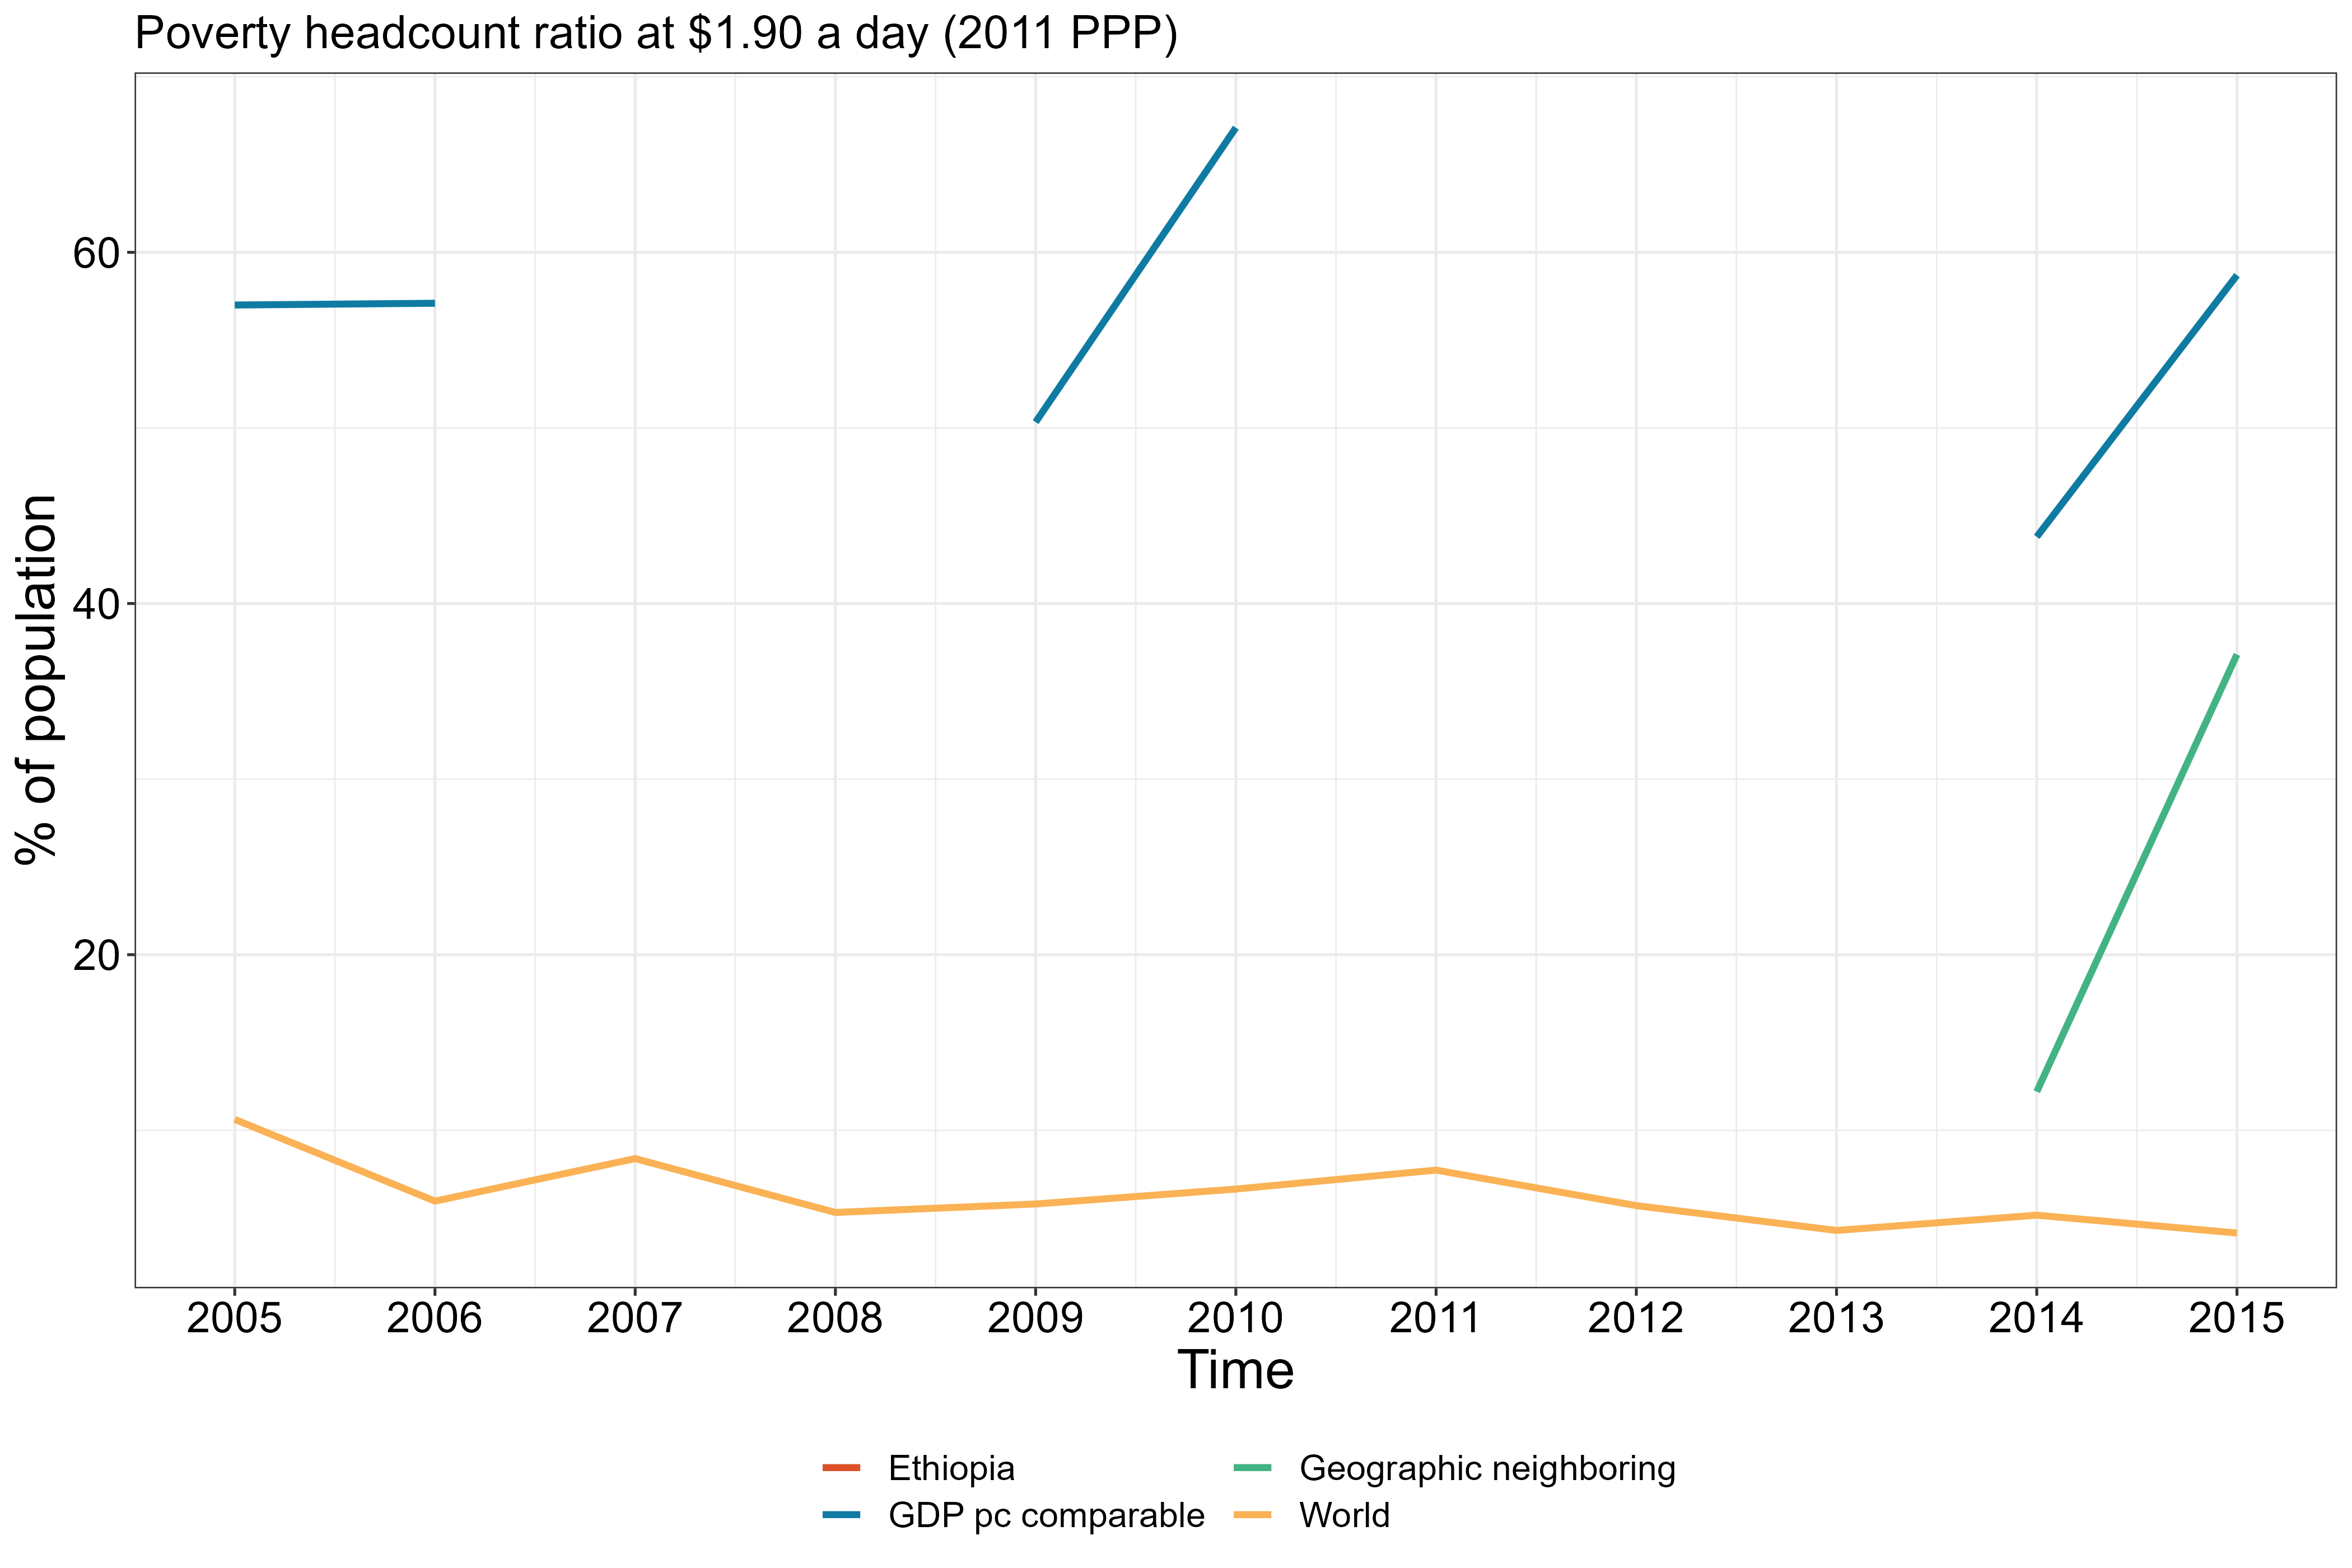 Poverty headcount ratio at $1.90 a day (2011 PPP)
% of population
60
40
20
2005 2006 2007 2008 2009 2010 2011 2012 2013 2014 2015
Time
Ethiopia Geographic neighboring
GDP pc comparable World